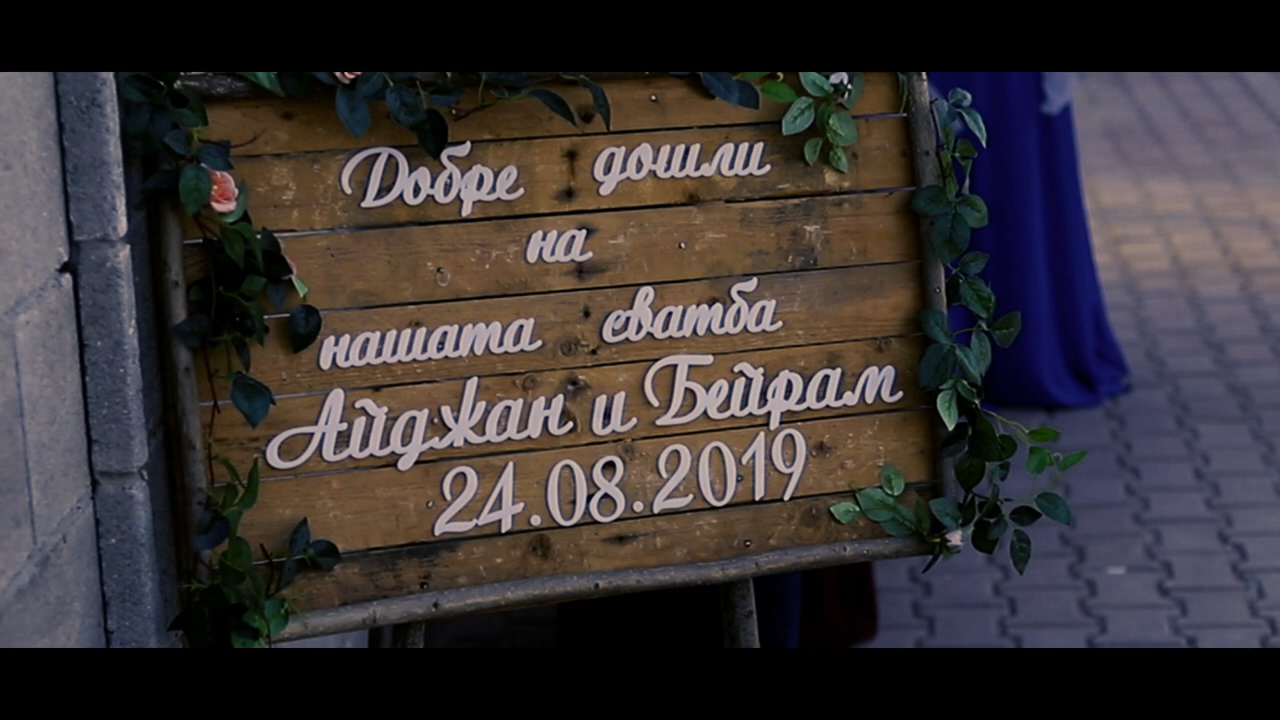 Добре дошли
на
нашата сватба
Айджан и Бейрам
24.08.2019